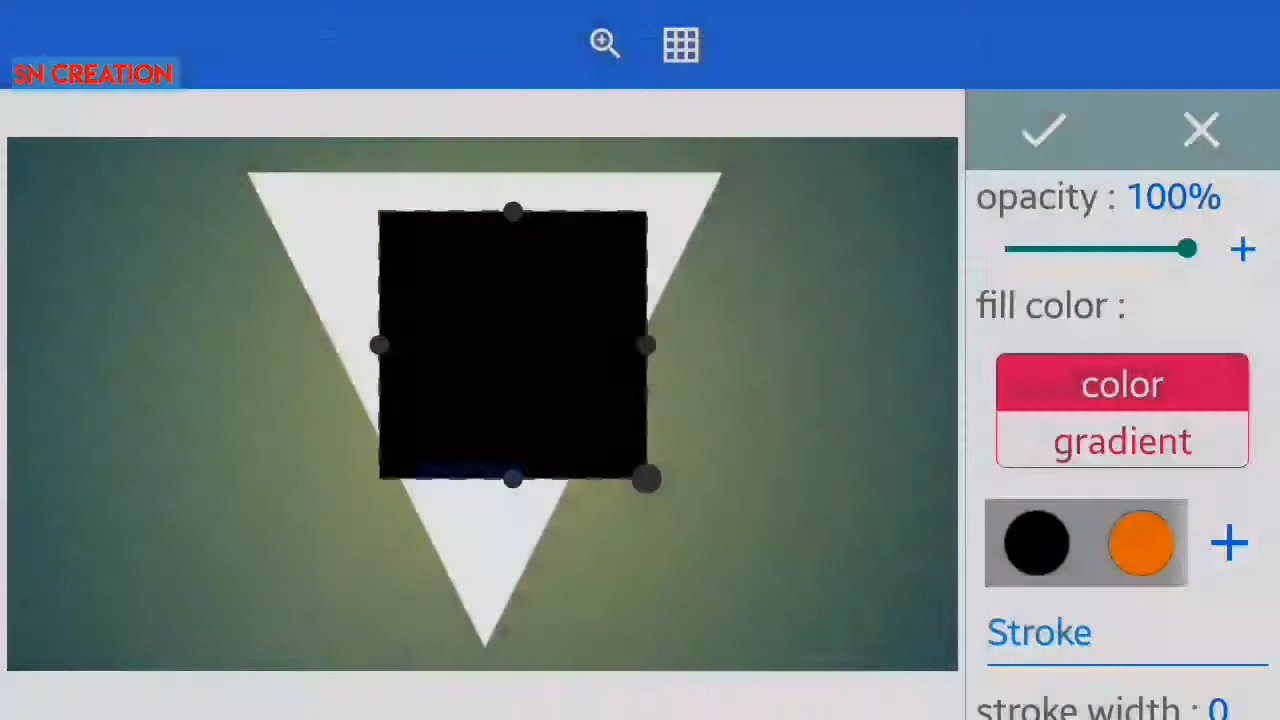 SN CREATION
opacity : 100%
fill color :
color
gradient
Stroke
stroke width : 0